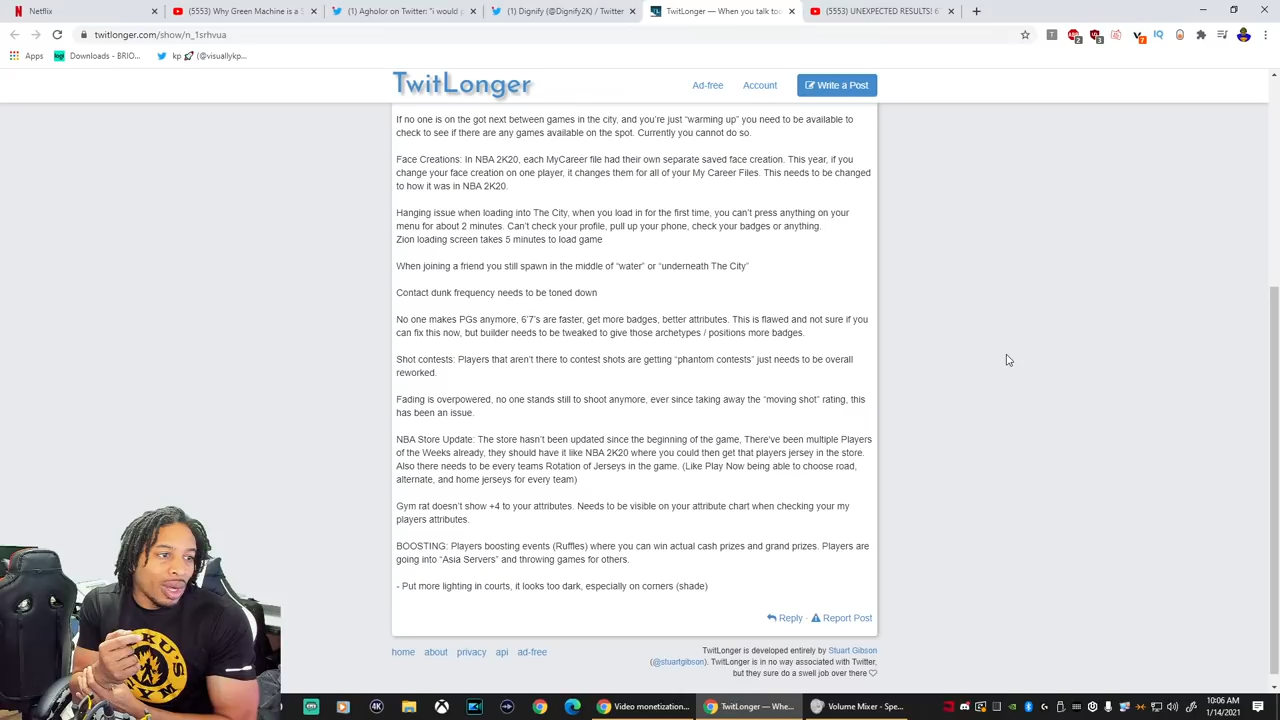 Netflix
(5553) Why Green Machine is a S
(1) Agholor on Twitter: "i would p
(1) Dignify (@Dignify2K) / Twitter
TwitLonger — When you talk too
(5553) UNEXPECTED RESULTS! 6'
twitlonger.com/show/n_1srhvua
Apps
Downloads - BRIO...
kp 🚀 (@visuallykp...
TwitLonger
Ad-free
Account
Write a Post
If no one is on the got next between games in the city, and you're just “warming up” you need to be available to
check to see if there are any games available on the spot. Currently you cannot do so.
Face Creations: In NBA 2K20, each MyCareer file had their own separate saved face creation. This year, if you
change your face creation on one player, it changes them for all of your My Career Files. This needs to be changed
to how it was in NBA 2K20.
Hanging issue when loading into The City, when you load in for the first time, you can't press anything on your
menu for about 2 minutes. Can't check your profile, pull up your phone, check your badges or anything.
Zion loading screen takes 5 minutes to load game
When joining a friend you still spawn in the middle of “water” or “underneath The City”
Contact dunk frequency needs to be toned down
No one makes PGs anymore, 6'7's are faster, get more badges, better attributes. This is flawed and not sure if you
can fix this now, but builder needs to be tweaked to give those archetypes / positions more badges.
Shot contests: Players that aren't there to contest shots are getting “phantom contests” just needs to be overall
reworked.
Fading is overpowered, no one stands still to shoot anymore, ever since taking away the “moving shot” rating, this
has been an issue.
NBA Store Update: The store hasn't been updated since the beginning of the game, There've been multiple Players
of the Weeks already, they should have it like NBA 2K20 where you could then get that players jersey in the store.
Also there needs to be every teams Rotation of Jerseys in the game. (Like Play Now being able to choose road,
alternate, and home jerseys for every team)
Gym rat doesn't show +4 to your attributes. Needs to be visible on your attribute chart when checking your my
players attributes.
BOOSTING: Players boosting events (Ruffles) where you can win actual cash prizes and grand prizes. Players are
going into “Asia Servers” and throwing games for others.
- Put more lighting in courts, it looks too dark, especially on corners (shade)
Reply · Report Post
home about privacy api ad-free
TwitLonger is developed entirely by Stuart Gibson
(@stuartgibson). TwitLonger is in no way associated with Twitter,
but they sure do a swell job over there ♡
Video monetization...
TwitLonger — Whe...
Volume Mixer - Spe...
10:06 AM
1/14/2021